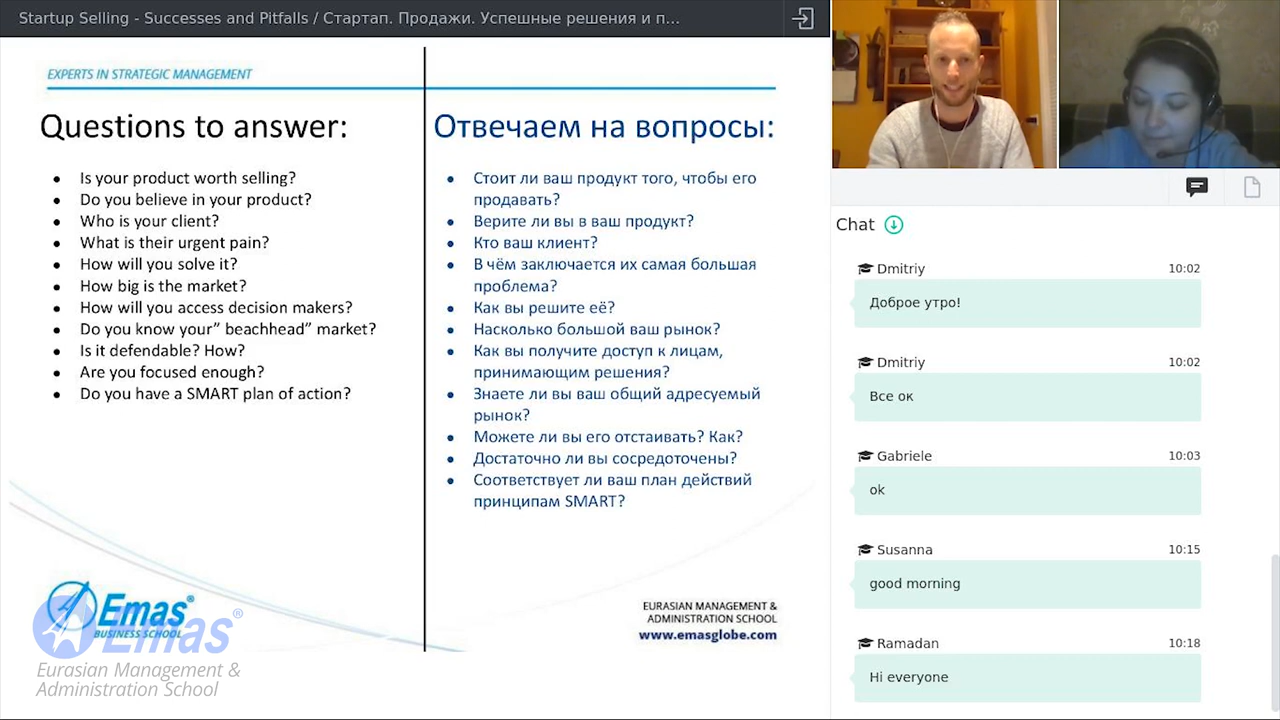 Startup Selling - Successes and Pitfalls / Стартап. Продажи. Успешные решения и п...
EXPERTS IN STRATEGIC MANAGEMENT
Questions to answer:
• Is your product worth selling?
• Do you believe in your product?
• Who is your client?
• What is their urgent pain?
• How will you solve it?
• How big is the market?
• How will you access decision makers?
• Do you know your” beachhead” market?
• Is it defendable? How?
• Are you focused enough?
• Do you have a SMART plan of action?
Отвечаем на вопросы:
• Стоит ли ваш продукт того, чтобы его
продавать?
• Верите ли вы в ваш продукт?
• Кто ваш клиент?
• В чём заключается их самая большая
проблема?
• Как вы решите её?
• Насколько большой ваш рынок?
• Как вы получите доступ к лицам,
принимающим решения?
• Знаете ли вы ваш общий адресуемый
рынок?
• Можете ли вы его отстаивать? Как?
• Достаточно ли вы сосредоточены?
• Соответствует ли ваш план действий
принципам SMART?
Emas®
BUSINESS SCHOOL
Emas®
Eurasian Management &
Administration School
EURASIAN MANAGEMENT &
ADMINISTRATION SCHOOL
www.emasglobe.com
Chat
Dmitriy 10:02
Доброе утро!
Dmitriy 10:02
Все ок
Gabriele 10:03
ok
Susanna 10:15
good morning
Ramadan 10:18
Hi everyone